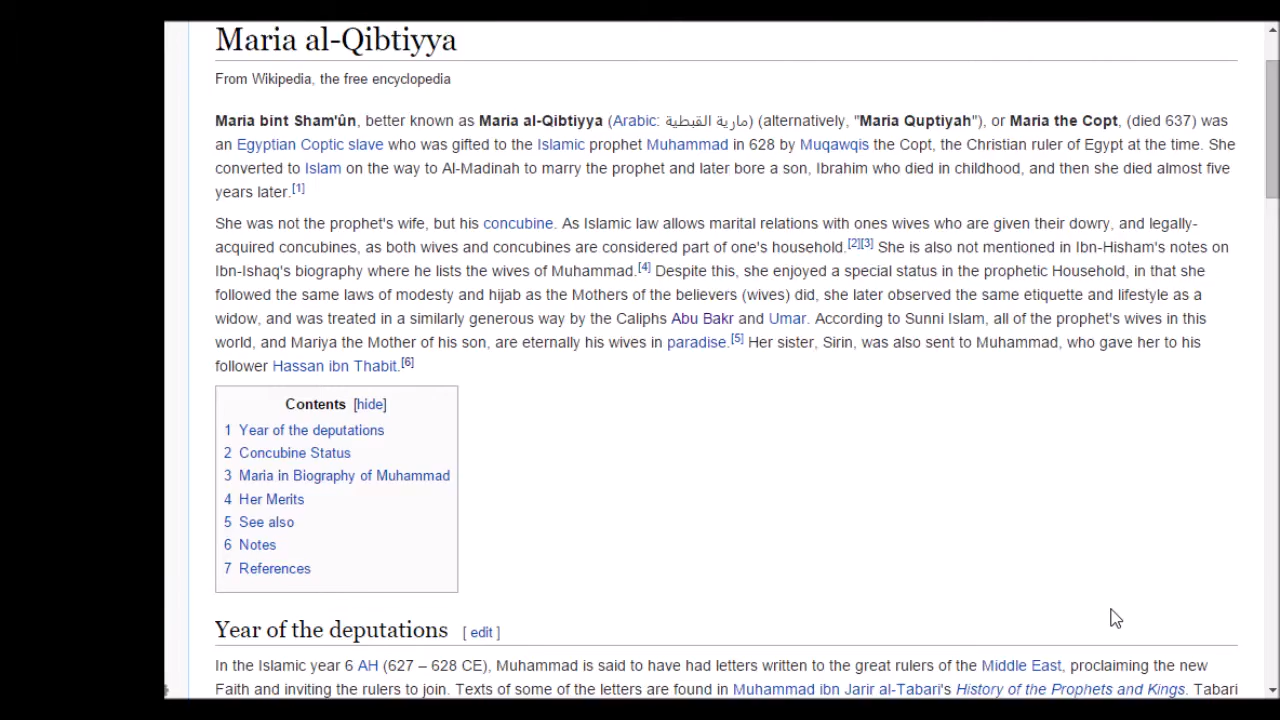 Maria al-Qibtiyya
From Wikipedia, the free encyclopedia
Maria bint Sham'ûn, better known as Maria al-Qibtiyya (Arabic: مارية القبطية) (alternatively, "Maria Quptiyah"), or Maria the Copt, (died 637) was
an Egyptian Coptic slave who was gifted to the Islamic prophet Muhammad in 628 by Muqawqis the Copt, the Christian ruler of Egypt at the time. She
converted to Islam on the way to Al-Madinah to marry the prophet and later bore a son, Ibrahim who died in childhood, and then she died almost five
years later.[1]
She was not the prophet's wife, but his concubine. As Islamic law allows marital relations with ones wives who are given their dowry, and legally-
acquired concubines, as both wives and concubines are considered part of one's household.[2][3] She is also not mentioned in Ibn-Hisham's notes on
Ibn-Ishaq's biography where he lists the wives of Muhammad.[4] Despite this, she enjoyed a special status in the prophetic Household, in that she
followed the same laws of modesty and hijab as the Mothers of the believers (wives) did, she later observed the same etiquette and lifestyle as a
widow, and was treated in a similarly generous way by the Caliphs Abu Bakr and Umar. According to Sunni Islam, all of the prophet's wives in this
world, and Mariya the Mother of his son, are eternally his wives in paradise.[5] Her sister, Sirin, was also sent to Muhammad, who gave her to his
follower Hassan ibn Thabit.[6]
Contents [hide]
1 Year of the deputations
2 Concubine Status
3 Maria in Biography of Muhammad
4 Her Merits
5 See also
6 Notes
7 References
Year of the deputations [ edit ]
In the Islamic year 6 AH (627 – 628 CE), Muhammad is said to have had letters written to the great rulers of the Middle East, proclaiming the new
Faith and inviting the rulers to join. Texts of some of the letters are found in Muhammad ibn Jarir al-Tabari's History of the Prophets and Kings. Tabari